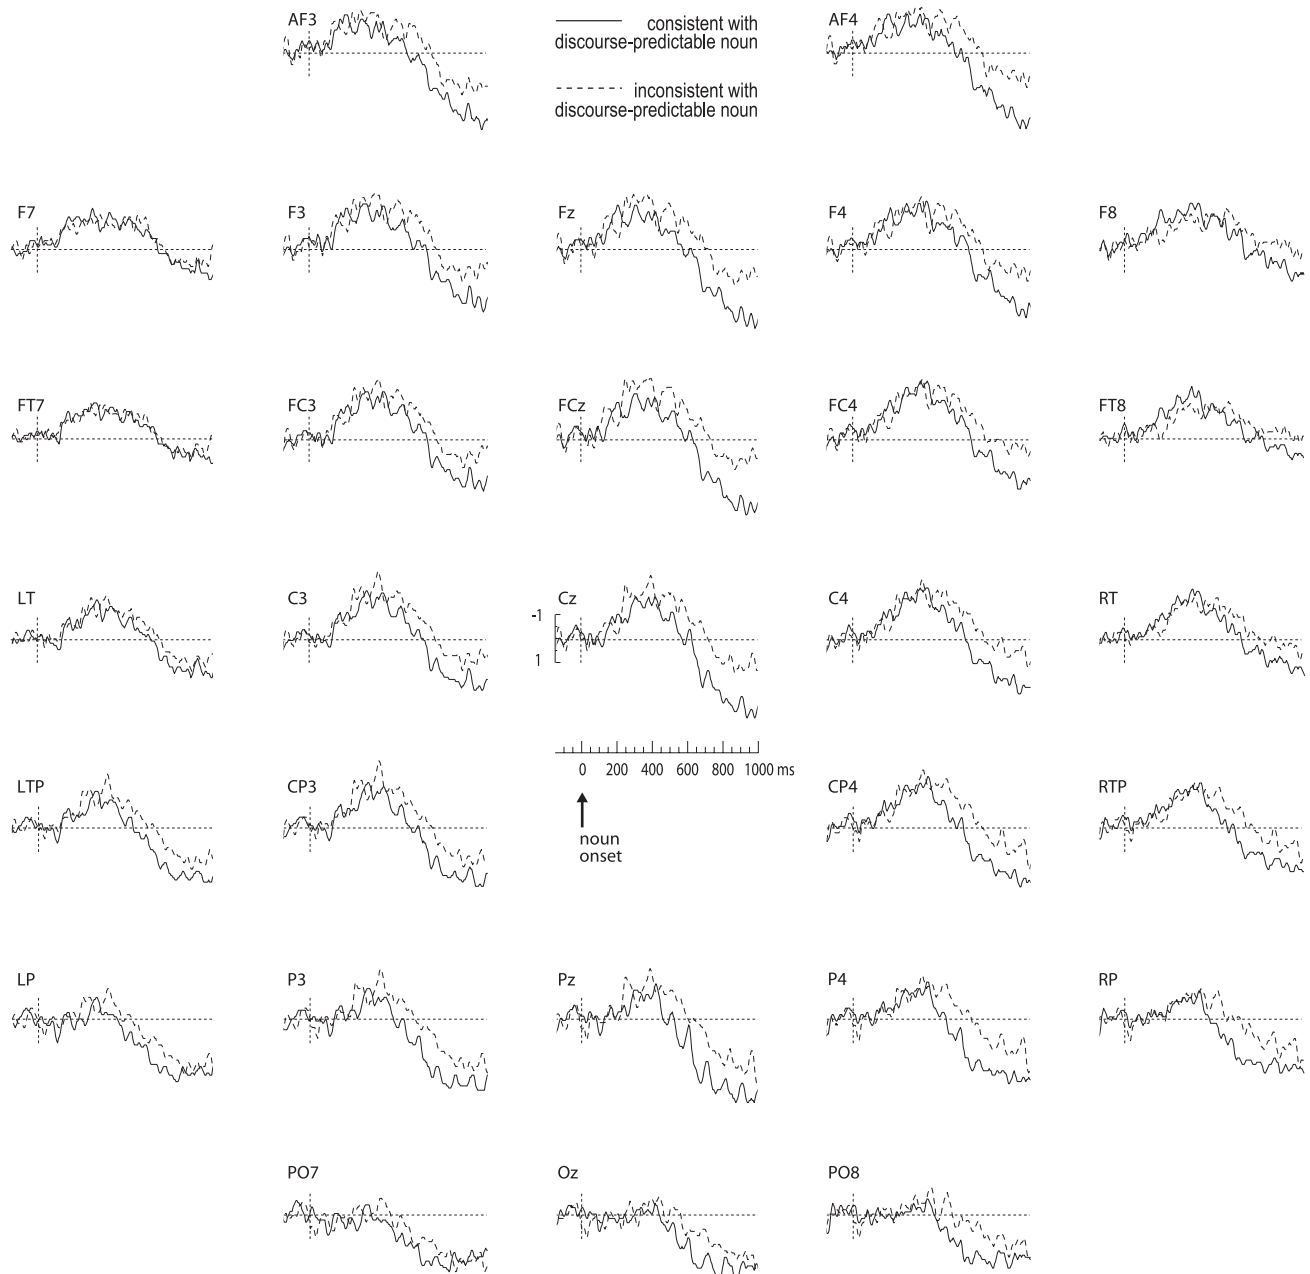 AF3
consistent with
discourse-predictable noun
inconsistent with
discourse-predictable noun
AF4
F7
F3
Fz
F4
F8
FT7
FC3
FCz
FC4
FT8
LT
C3
Cz
C4
RT
-1
1
0 200 400 600 800 1000 ms
noun
onset
LTP
CP3
CP4
RTP
LP
P3
Pz
P4
RP
PO7
Oz
PO8